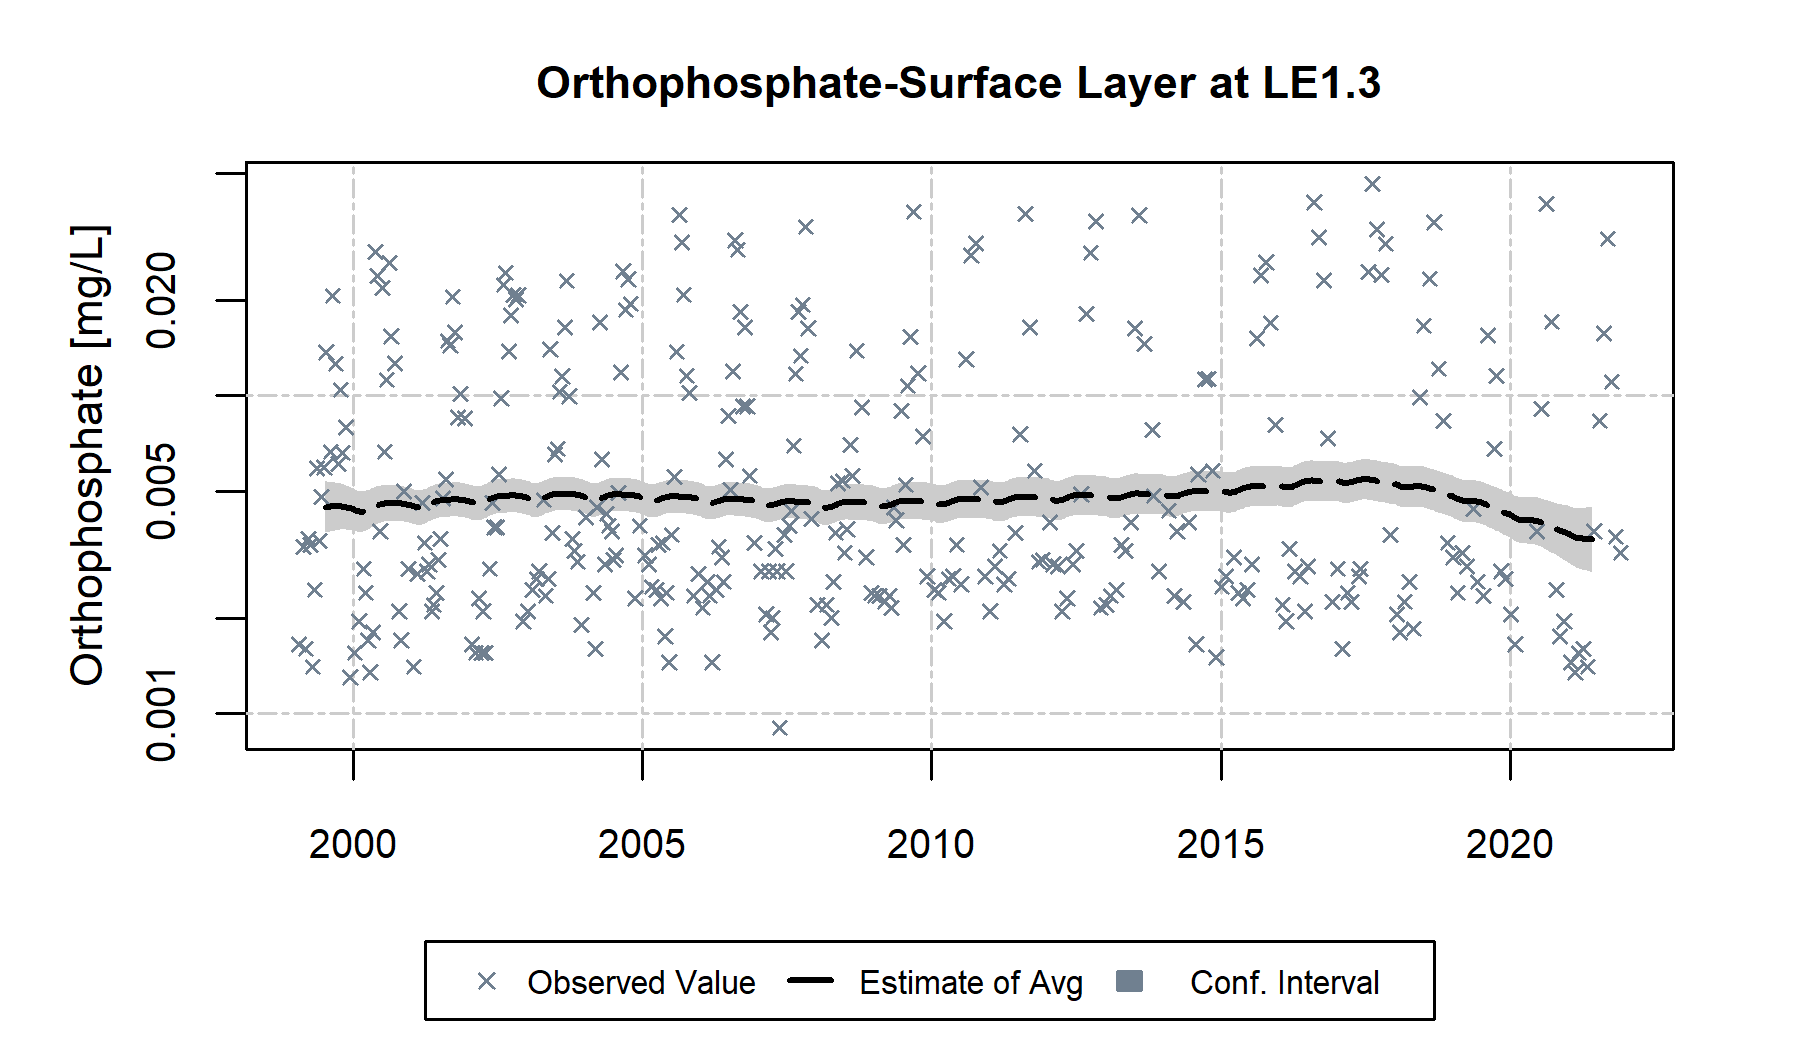 Orthophosphate-Surface Layer at LE1.3
Orthophosphate [mg/L]
0.020
0.005
0.001
2000 2005 2010 2015 2020
Observed Value Estimate of Avg Conf. Interval